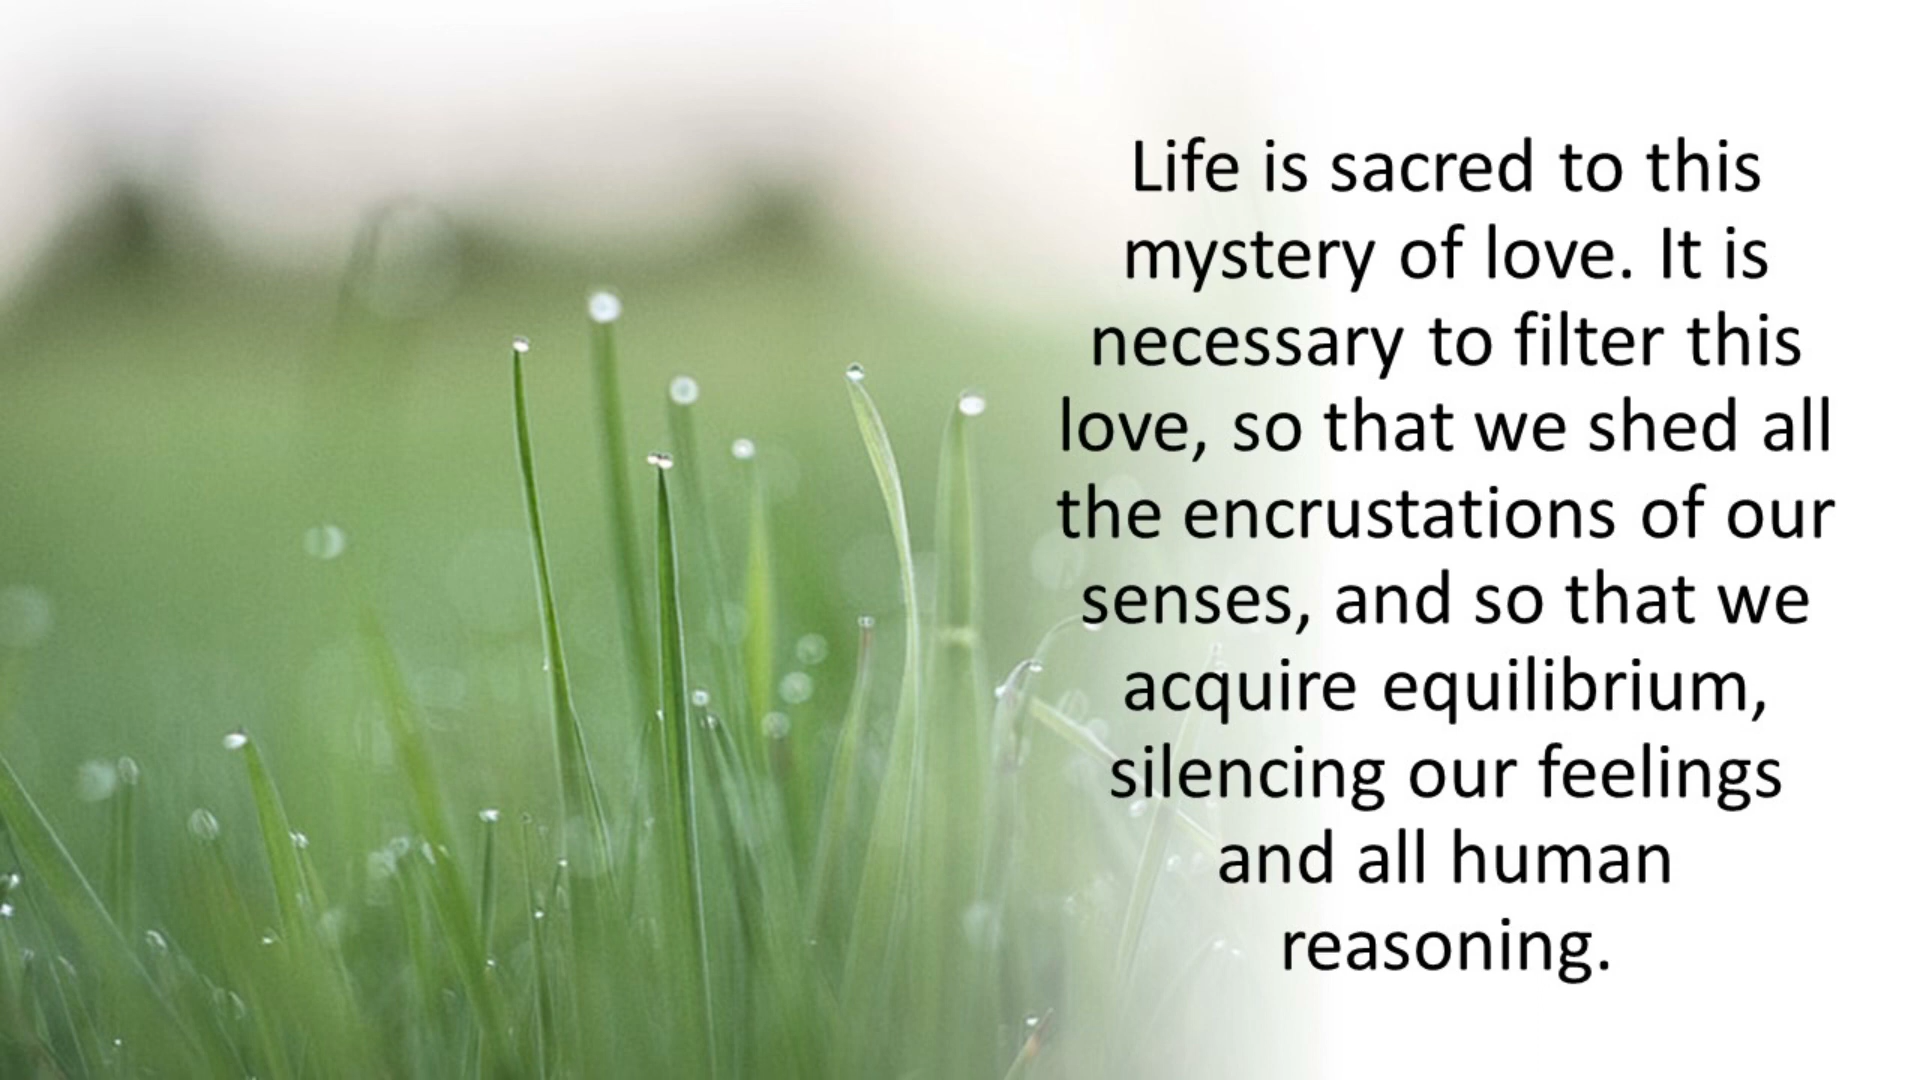 Life is sacred to this
mystery of love. It is
necessary to filter this
love, so that we shed all
the encrustations of our
senses, and so that we
acquire equilibrium,
silencing our feelings
and all human
reasoning.